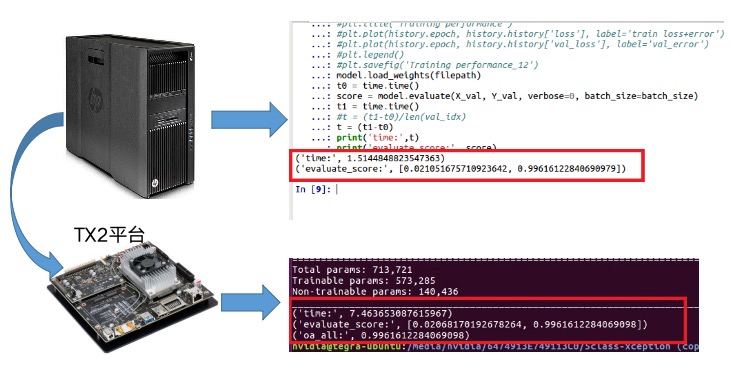 ...: #plt.title('Training performance')
...: #plt.plot(history.epoch, history.history['loss'], label='train loss+error')
...: #plt.plot(history.epoch, history.history['val_loss'], label='val_error')
...: #plt.legend()
...: #plt.savefig('Training performance_12')
...: model.load_weights(filepath)
...: t0 = time.time()
...: score = model.evaluate(X_val, Y_val, verbose=0, batch_size=batch_size)
...: t1 = time.time()
...: #t = (t1-t0)/len(val_idx)
...: t = (t1-t0)
...: print('time:',t)
...: print('evaluate_score:', score)
('time:', 1.5144848823547363)
('evaluate_score:', [0.021051675710923642, 0.99616122840690979])
In [9]:
TX2平台
Total params: 713,721
Trainable params: 573,285
Non-trainable params: 140,436
('time:', 7.463653087615967)
('evaluate_score:', [0.02068170192678264, 0.9961612284069098])
('oa_all:', 0.9961612284069098)
nvidia@tegra-ubuntu:/media/nvidia/6474913E749113C0/5class-xception (cop